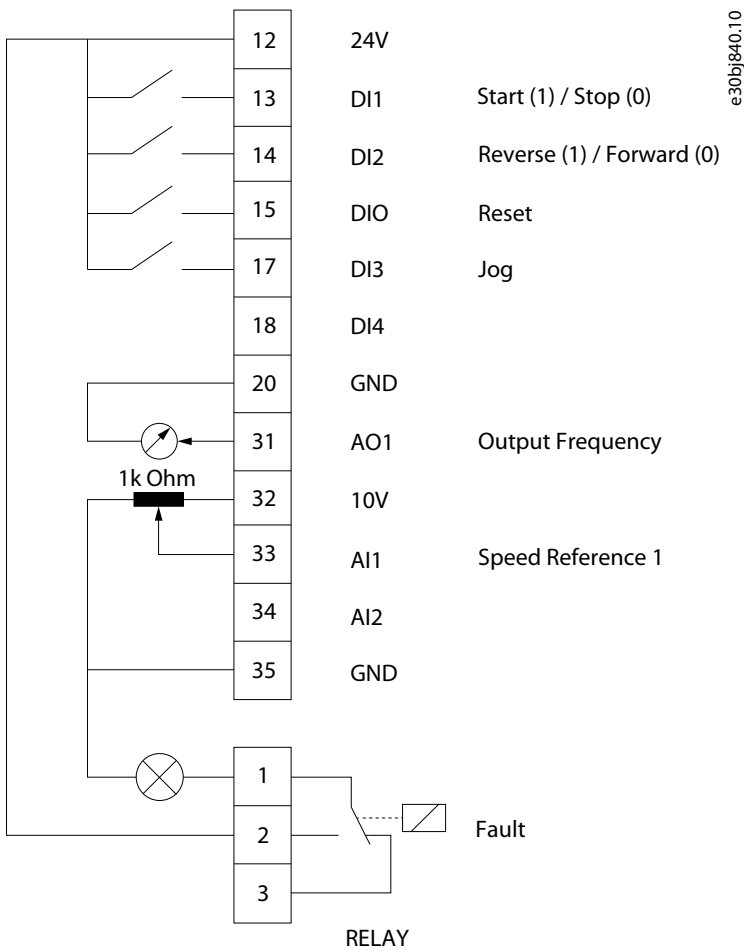 e30bj840.10
12 24V
13 DI1 Start (1) / Stop (0)
14 DI2 Reverse (1) / Forward (0)
15 DIO Reset
17 DI3 Jog
18 DI4
20 GND
31 AO1 Output Frequency
1k Ohm
32 10V
33 AI1 Speed Reference 1
34 AI2
35 GND
1
2 Fault
3
RELAY